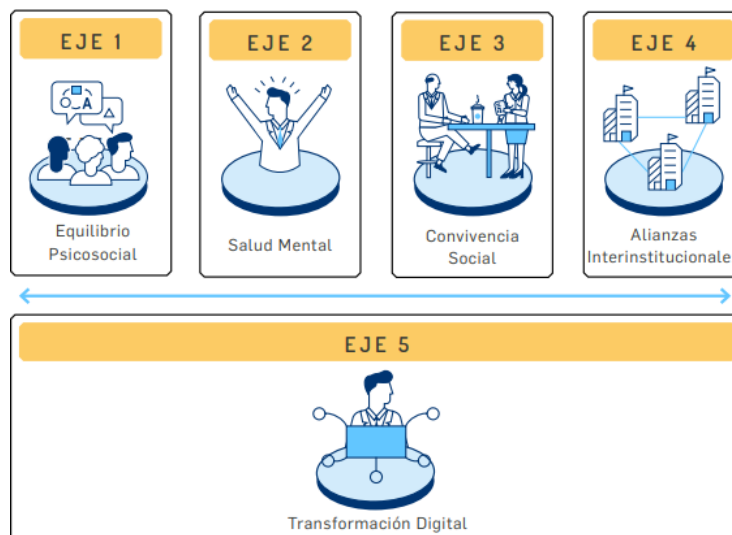 EJE 1
EJE 2
EJE 3
EJE 4
A
Equilibrio
Psicosocial
Salud Mental
Convivencia
Social
Alianzas
Interinstitucionale
EJE 5
Transformación Digital